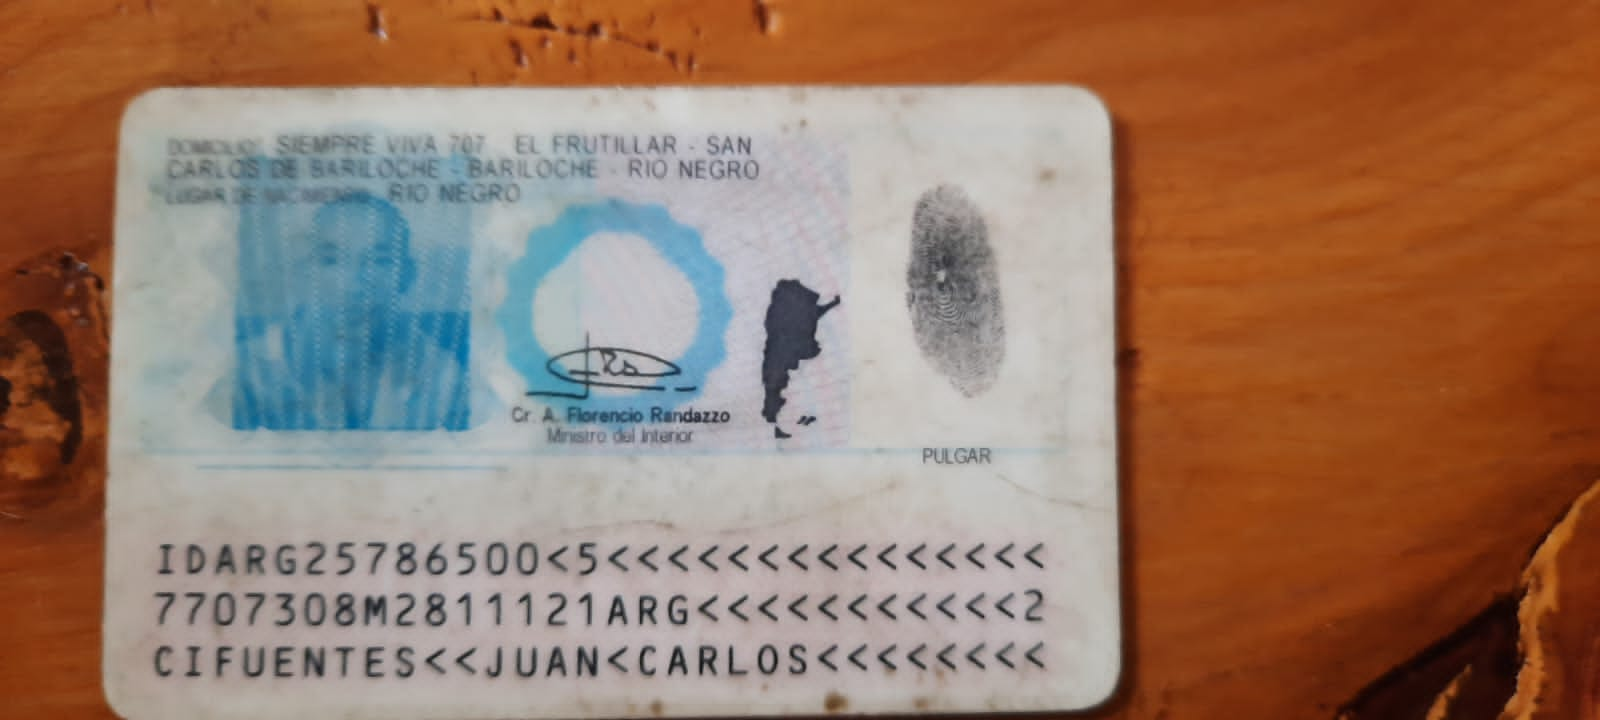 DOMICILIO: SIEMPRE VIVA 707 EL FRUTILLAR - SAN
CARLOS DE BARILOCHE - BARILOCHE - RIO NEGRO
LUGAR DE NACIMIENTO: RIO NEGRO
Cr. A. Florencio Randazzo
Ministro del Interior
PULGAR
IDARG25786500<5<<<<<<<<<<<<<<<
7707308M2811121ARG<<<<<<<<<<<2
CIFUENTES<<JUAN<CARLOS<<<<<<<<